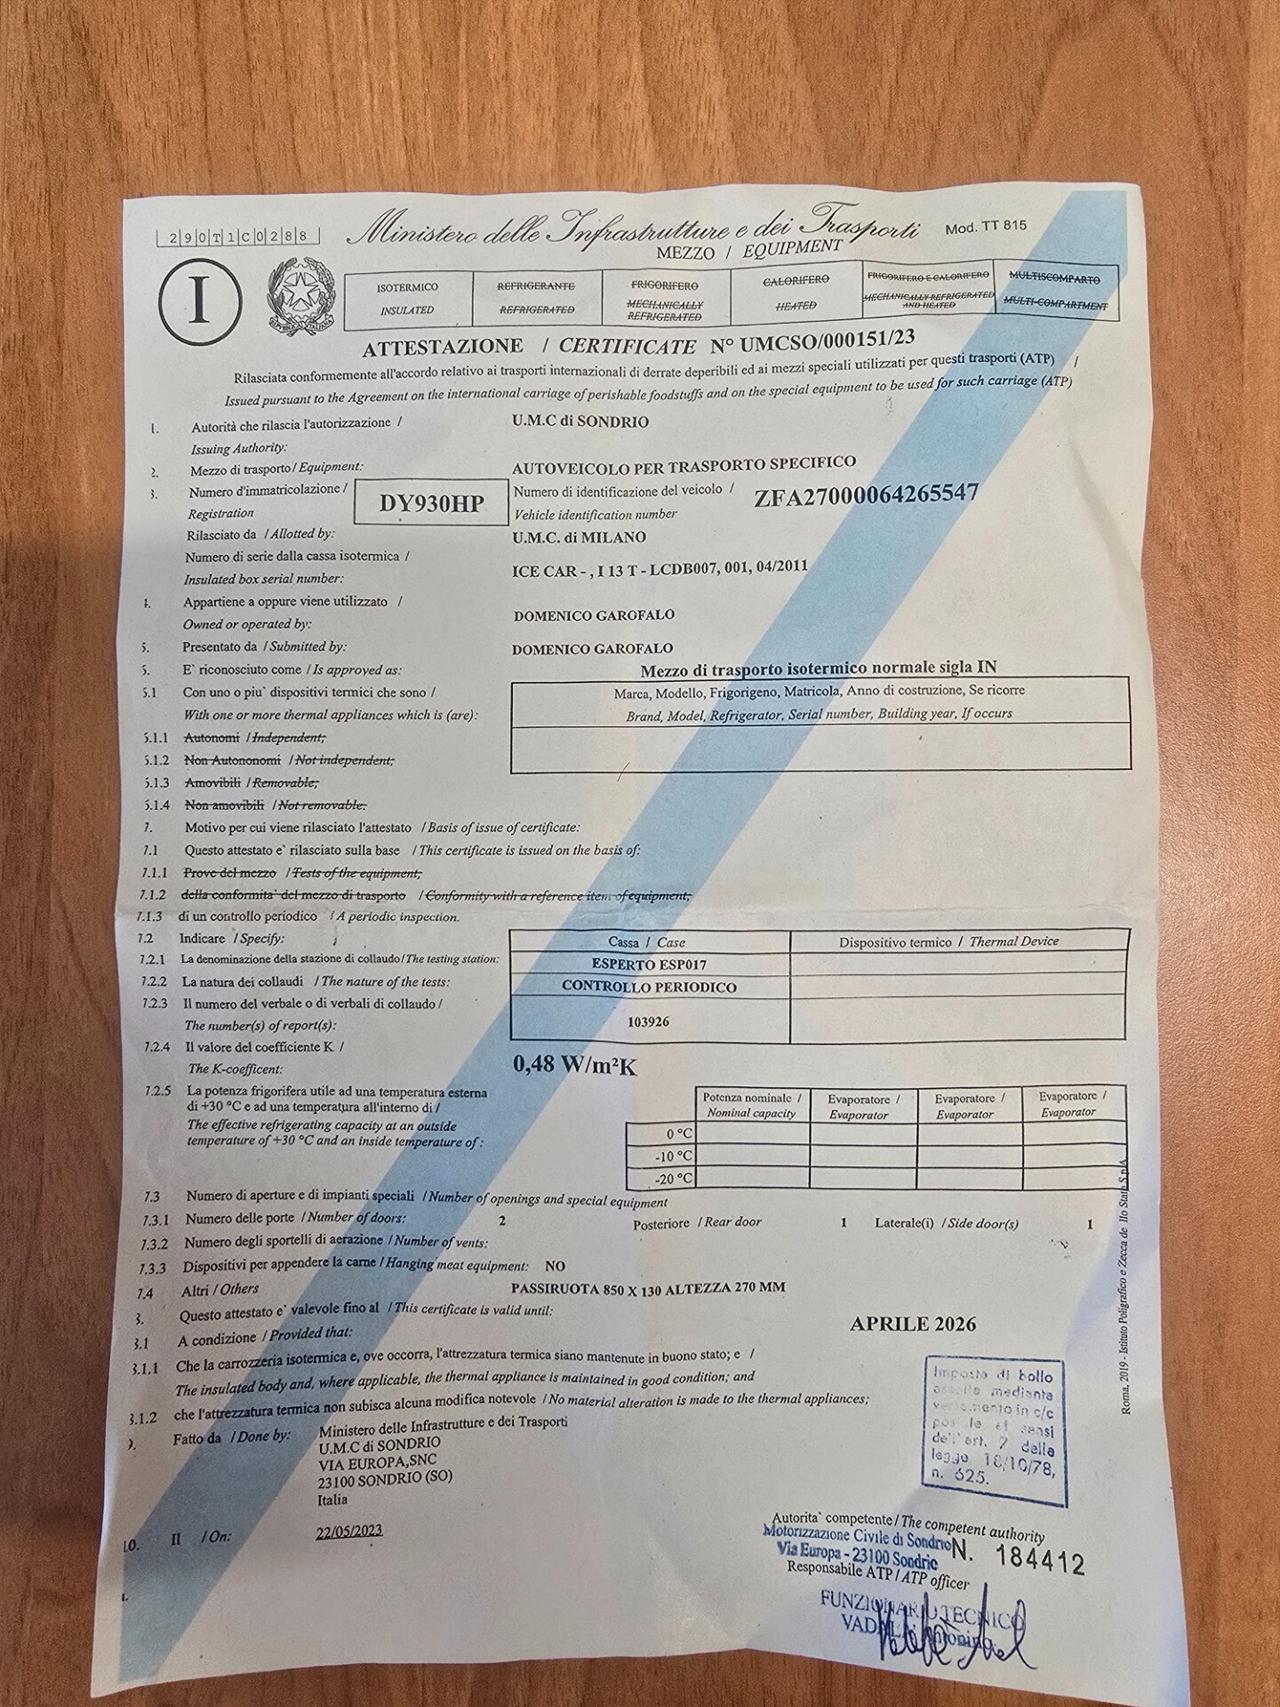 290T1C0288
Ministero delle Infrastrutture e dei Trasporti
Mod. TT 815
MEZZO / EQUIPMENT
I
REPUBBLICA ITALIANA
ISOTERMICO REFRIGERANTE FRIGORIFERO CALORIFERO FRIGORIFERO E CALORIFERO MULTISCOMPARTO
INSULATED REFRIGERATED MECHANICALLY REFRIGERATED HEATED MECHANICALLY REFRIGERATED AND HEATED MULTI-COMPARTMENT
ATTESTAZIONE / CERTIFICATE N° UMCSO/000151/23
Rilasciata conformemente all'accordo relativo ai trasporti internazionali di derrate deperibili ed ai mezzi speciali utilizzati per questi trasporti (ATP) /
Issued pursuant to the Agreement on the international carriage of perishable foodstuffs and on the special equipment to be used for such carriage (ATP)
1. Autorità che rilascia l'autorizzazione / U.M.C di SONDRIO
Issuing Authority:
2. Mezzo di trasporto / Equipment: AUTOVEICOLO PER TRASPORTO SPECIFICO
3. Numero d'immatricolazione / DY930HP Numero di identificazione del veicolo / ZFA27000064265547
Registration Vehicle identification number
Rilasciato da / Allotted by: U.M.C. di MILANO
Numero di serie dalla cassa isotermica /
Insulated box serial number: ICE CAR - , I 13 T - LCDB007, 001, 04/2011
4. Appartiene a oppure viene utilizzato /
Owned or operated by: DOMENICO GAROFALO
5. Presentato da / Submitted by: DOMENICO GAROFALO
5. E` riconosciuto come / Is approved as: Mezzo di trasporto isotermico normale sigla IN
5.1 Con uno o piu` dispositivi termici che sono / Marca, Modello, Frigorigeno, Matricola, Anno di costruzione, Se ricorre
With one or more thermal appliances which is (are): Brand, Model, Refrigerator, Serial number, Building year, If occurs
5.1.1 Autonomi / Independent;
5.1.2 Non Autononomi / Not independent;
5.1.3 Amovibili / Removable;
5.1.4 Non amovibili / Not removable.
7. Motivo per cui viene rilasciato l'attestato / Basis of issue of certificate:
7.1 Questo attestato e` rilasciato sulla base / This certificate is issued on the basis of:
7.1.1 Prove del mezzo / Tests of the equipment;
7.1.2 della conformita` del mezzo di trasporto / Conformity with a reference item of equipment;
7.1.3 di un controllo periodico / A periodic inspection.
7.2 Indicare / Specify: Cassa / Case Dispositivo termico / Thermal Device
7.2.1 La denominazione della stazione di collaudo / The testing station: ESPERTO ESP017
7.2.2 La natura dei collaudi / The nature of the tests: CONTROLLO PERIODICO
7.2.3 Il numero del verbale o di verbali di collaudo /
The number(s) of report(s): 103926
7.2.4 Il valore del coefficiente K /
The K-coefficent: 0,48 W/m²K
7.2.5 La potenza frigorifera utile ad una temperatura esterna
di +30 °C e ad una temperatura all'interno di /
The effective refrigerating capacity at an outside
temperature of +30 °C and an inside temperature of :
Potenza nominale / Evaporatore / Evaporatore / Evaporatore /
Nominal capacity Evaporator Evaporator Evaporator
0 °C
-10 °C
-20 °C
7.3 Numero di aperture e di impianti speciali / Number of openings and special equipment
7.3.1 Numero delle porte / Number of doors: 2 Posteriore / Rear door 1 Laterale(i) / Side door(s) 1
7.3.2 Numero degli sportelli di aerazione / Number of vents:
7.3.3 Dispositivi per appendere la carne / Hanging meat equipment: NO
7.4 Altri / Others PASSIRUOTA 850 X 130 ALTEZZA 270 MM
8. Questo attestato e` valevole fino al / This certificate is valid until: APRILE 2026
8.1 A condizione / Provided that:
8.1.1 Che la carrozzeria isotermica e, ove occorra, l'attrezzatura termica siano mantenute in buono stato; e /
The insulated body and, where applicable, the thermal appliance is maintained in good condition; and
8.1.2 che l'attrezzatura termica non subisca alcuna modifica notevole / No material alteration is made to the thermal appliances;
9. Fatto da / Done by: Ministero delle Infrastrutture e dei Trasporti
U.M.C di SONDRIO
VIA EUROPA,SNC
23100 SONDRIO (SO)
Italia
10. Il / On: 22/05/2023
Imposta di bollo
assolta mediante
versamento in c/c
postale ai sensi
dell'art. 7 della
legge 18/10/78,
n. 625.
Autorita` competente / The competent authority
Motorizzazione Civile di Sondrio
Via Europa - 23100 Sondrio
N. 184412
Responsabile ATP / ATP officer
FUNZIONARIO TECNICO
Roma, 2019 - Istituto Poligrafico e Zecca dello Stato S.p.A.